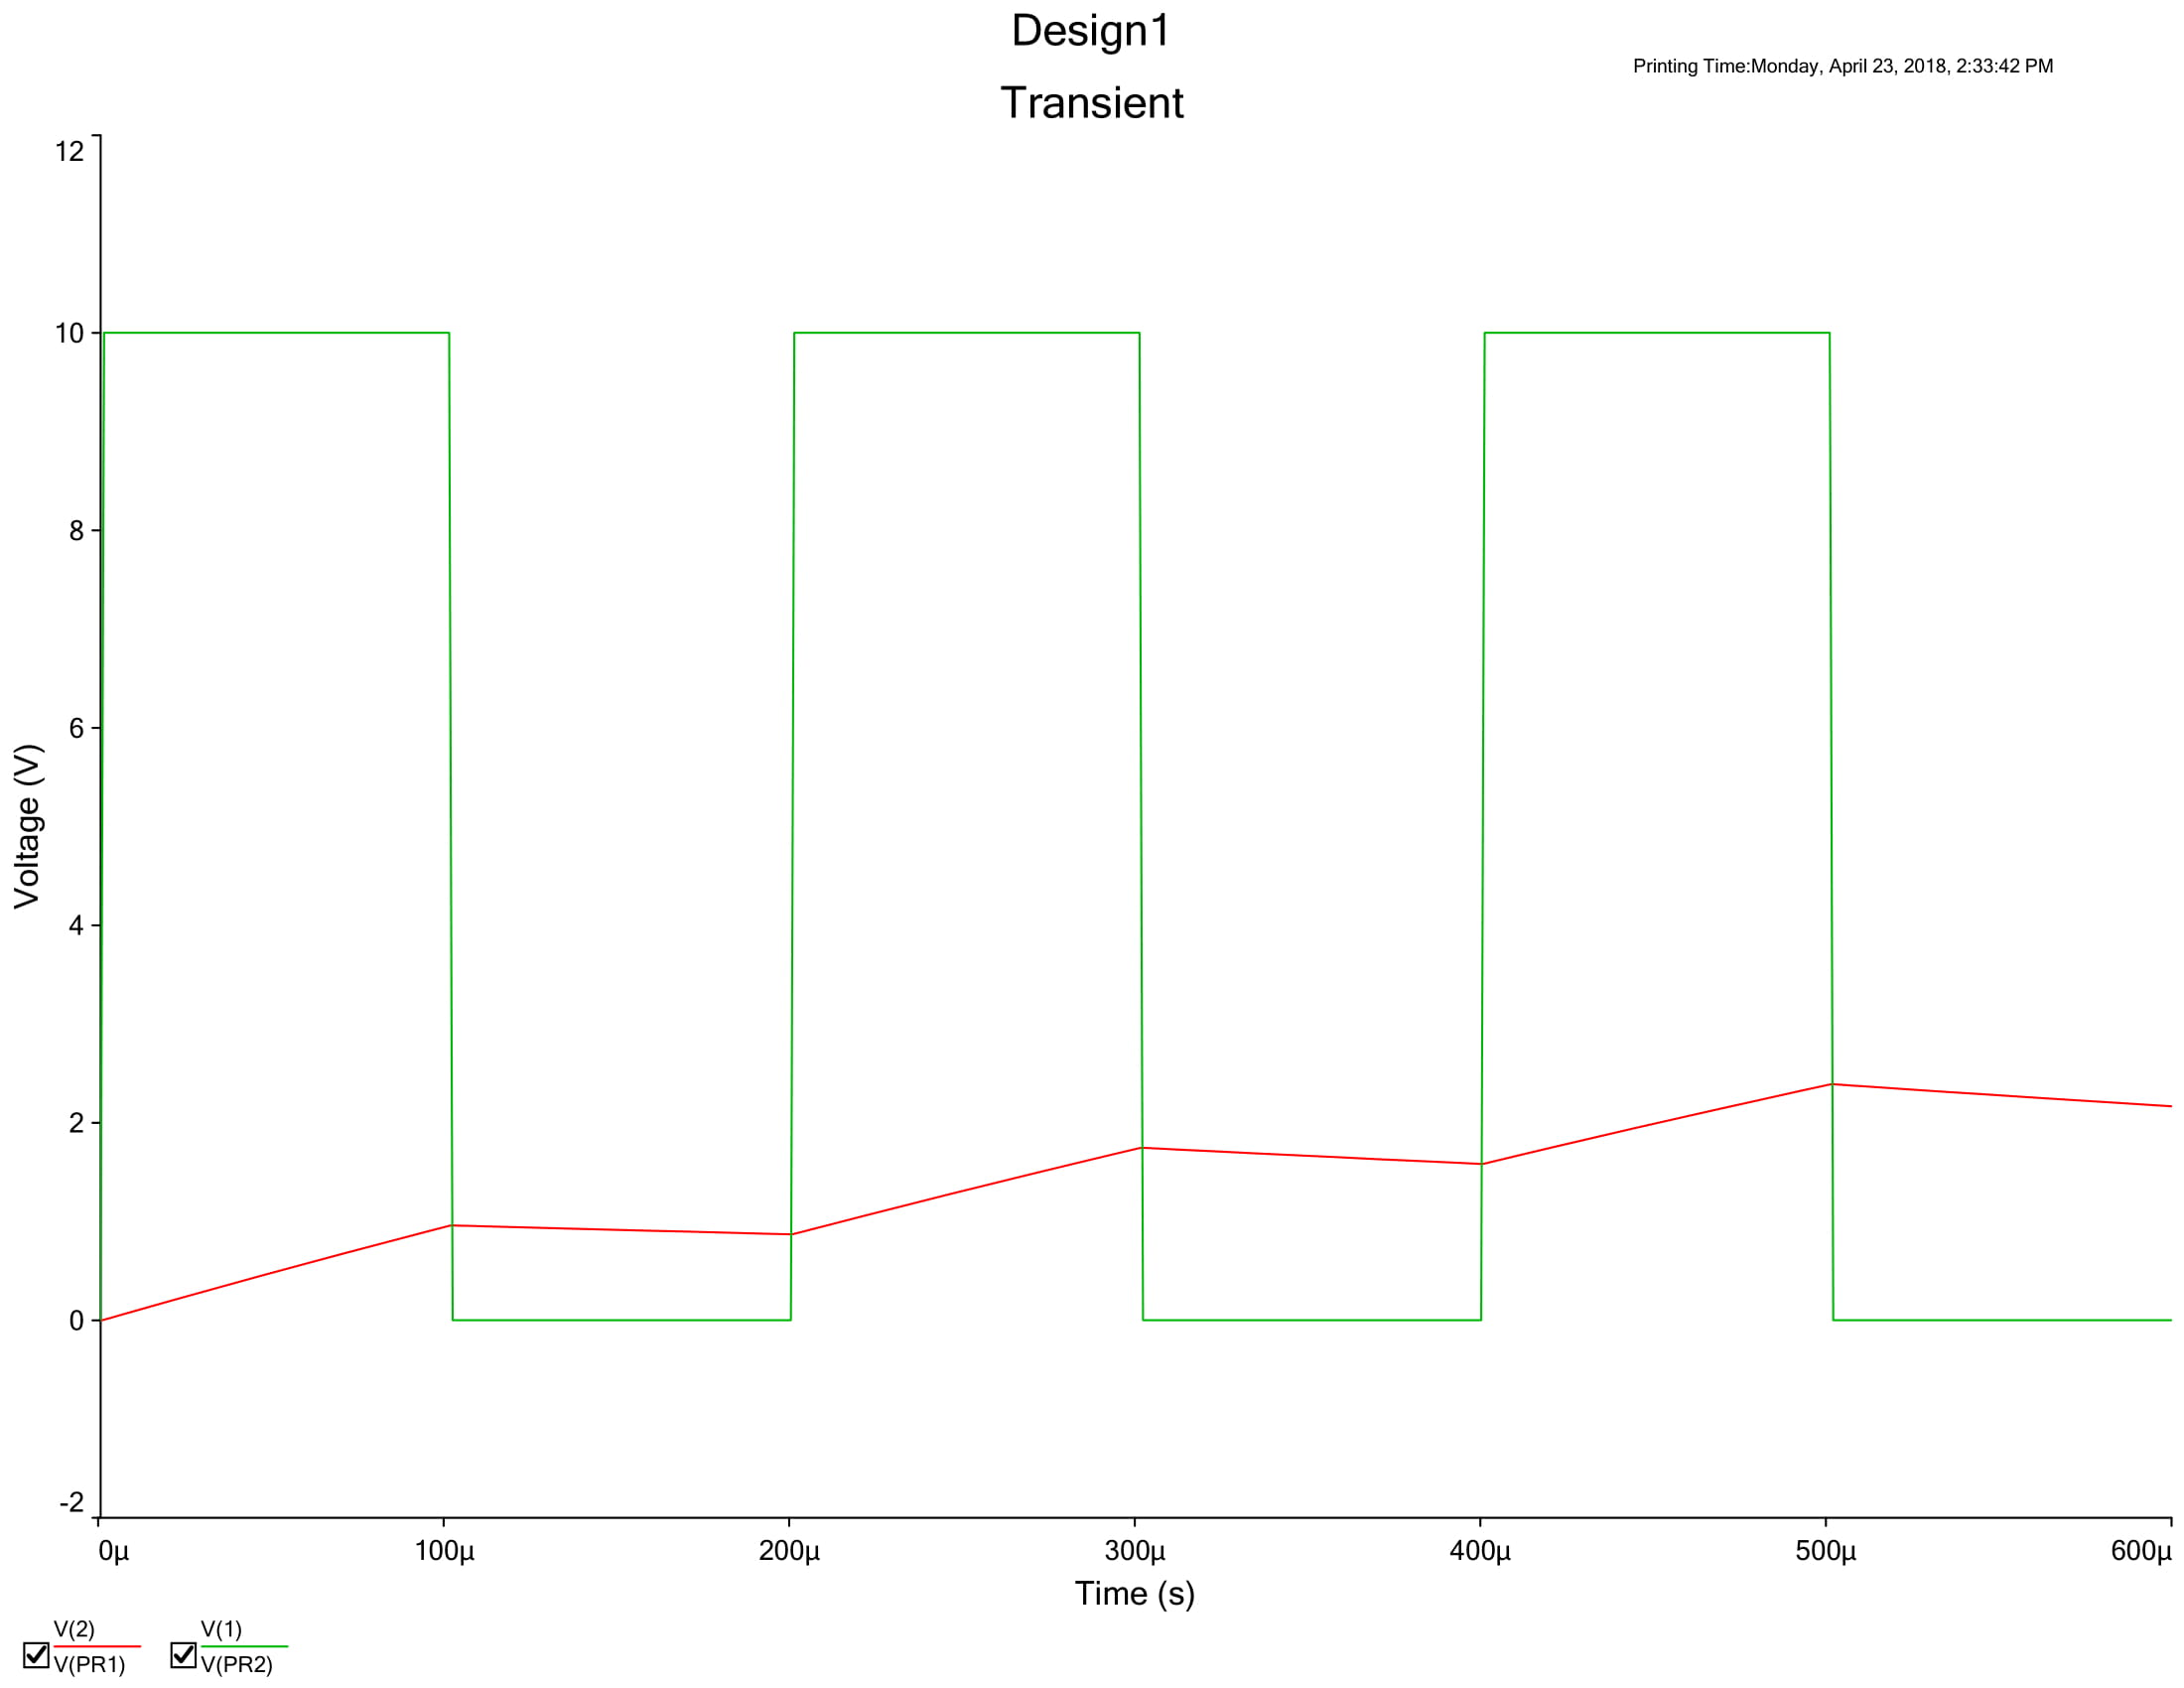 Design1
Printing Time:Monday, April 23, 2018, 2:33:42 PM
Transient
12
10
8
6
4
2
0
-2
Voltage (V)
0µ 100µ 200µ 300µ 400µ 500µ 600µ
Time (s)
V(2) V(1)
V(PR1) V(PR2)